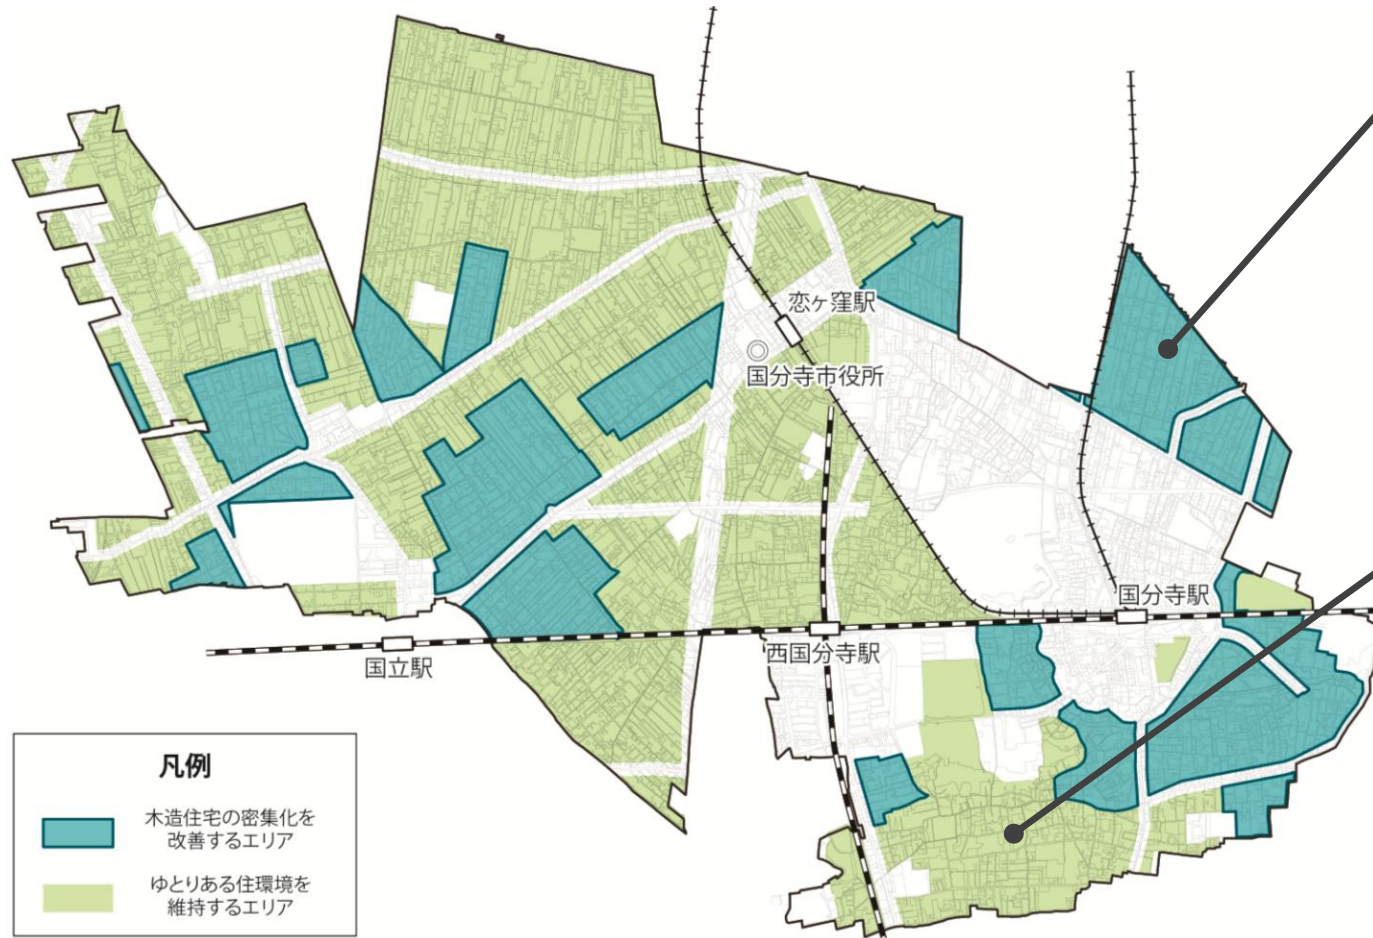 恋ヶ窪駅
国分寺市役所
国分寺駅
西国分寺駅
国立駅
凡例
木造住宅の密集化を
改善するエリア
ゆとりある住環境を
維持するエリア